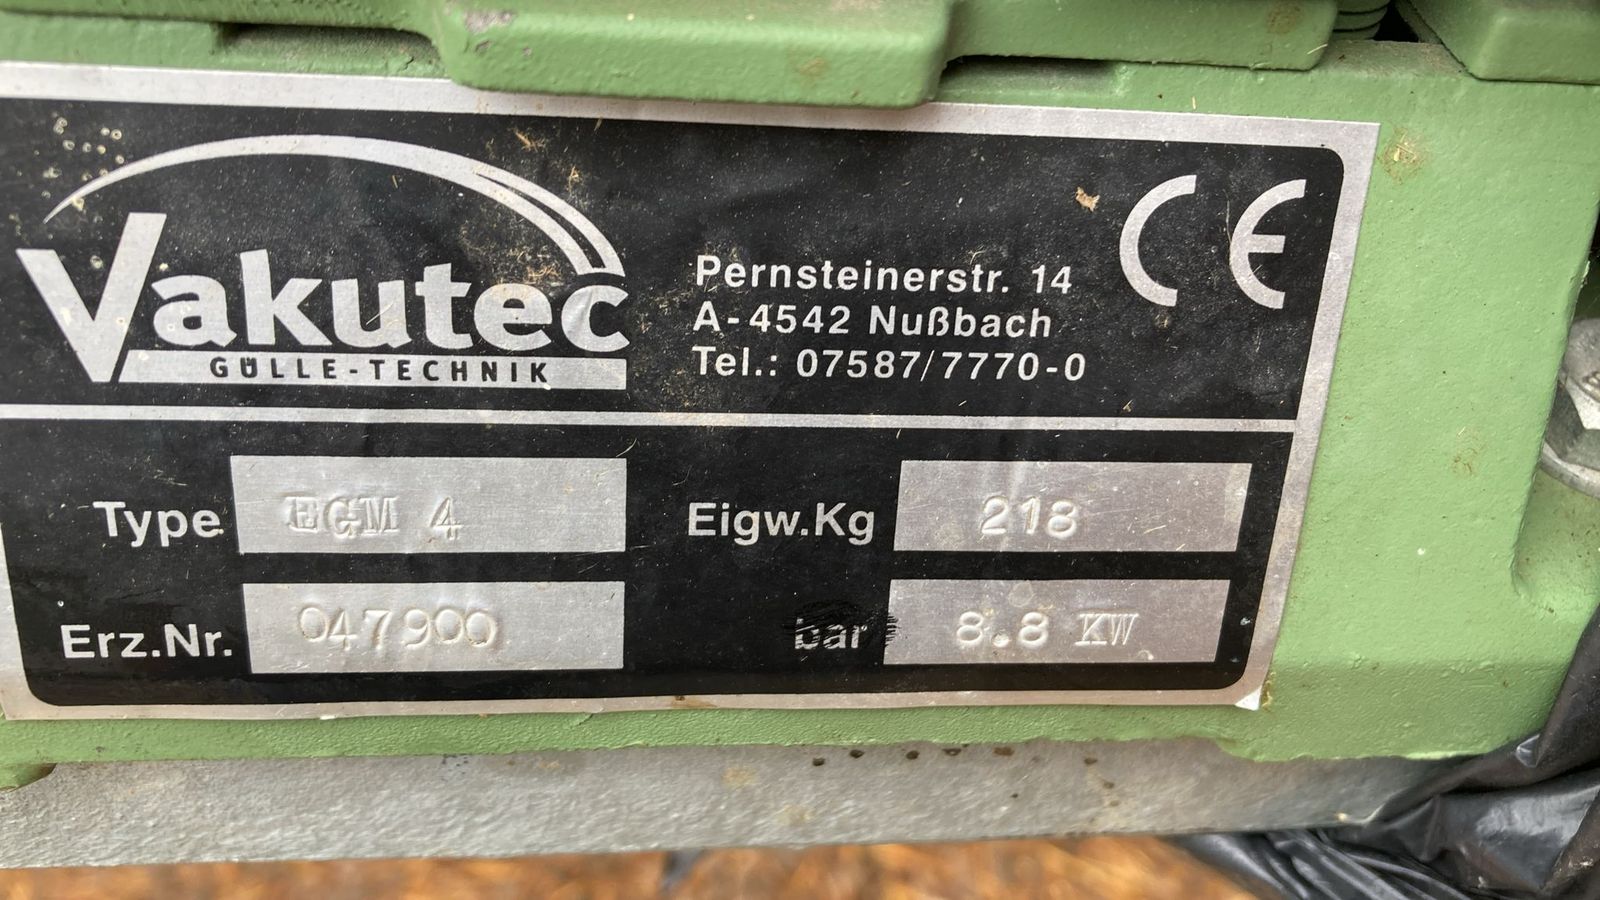 Vakutec
GÜLLE-TECHNIK
Pernsteinerstr. 14
A-4542 Nußbach
Tel.: 07587/7770-0
CE
Type EGM 4
Eigw.Kg 218
Erz.Nr. 047900
bar 8.8 KW